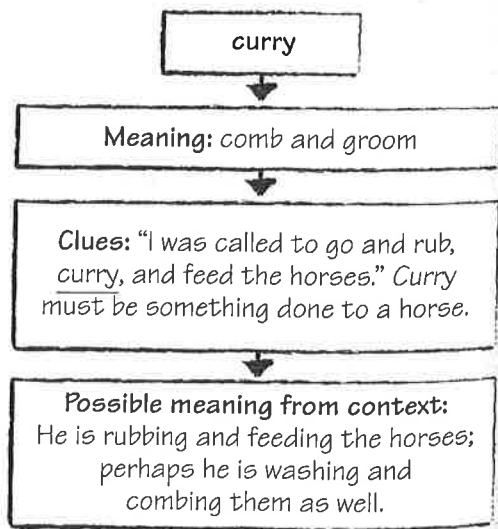 curry
Meaning: comb and groom
Clues: "I was called to go and rub,
curry, and feed the horses." Curry
must be something done to a horse.
Possible meaning from context:
He is rubbing and feeding the horses;
perhaps he is washing and
combing them as well.